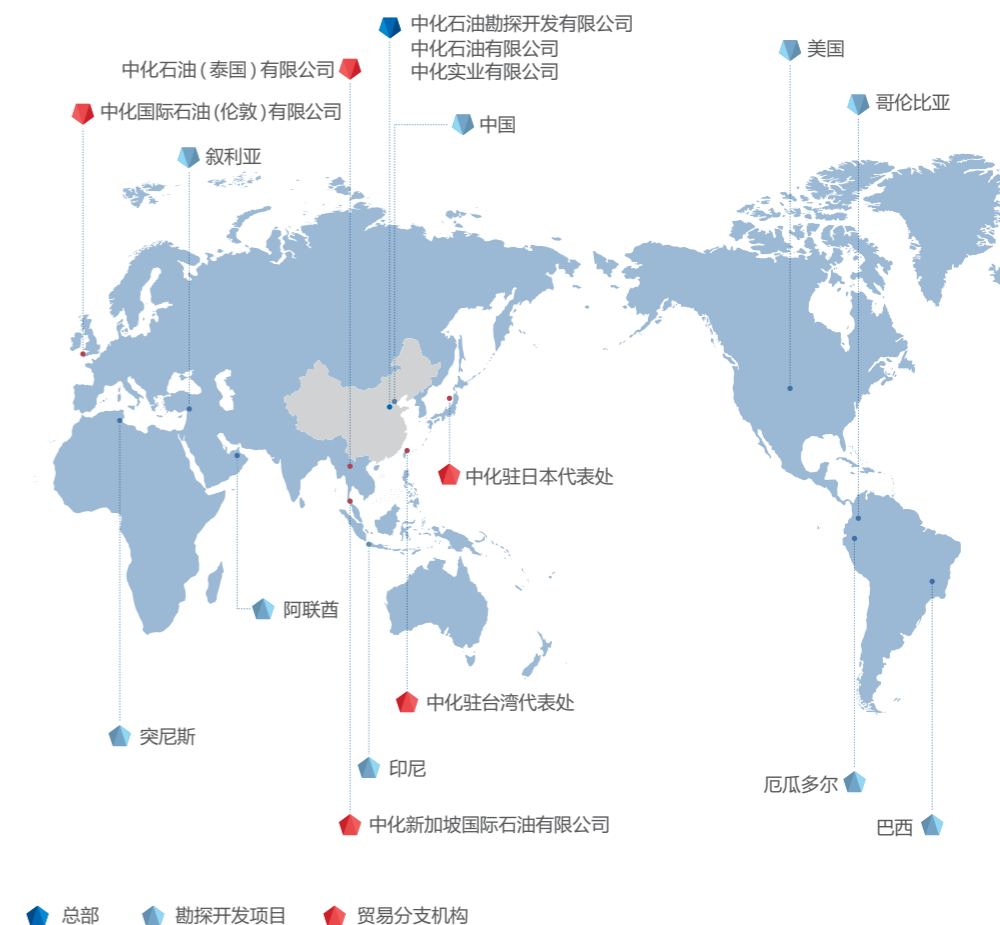 中化石油勘探开发有限公司
中化石油有限公司
中化实业有限公司
美国
中化石油(泰国)有限公司
哥伦比亚
中化国际石油(伦敦)有限公司
中国
叙利亚
中化驻日本代表处
阿联酋
中化驻台湾代表处
突尼斯
印尼
厄瓜多尔
中化新加坡国际石油有限公司
巴西
总部
勘探开发项目
贸易分支机构